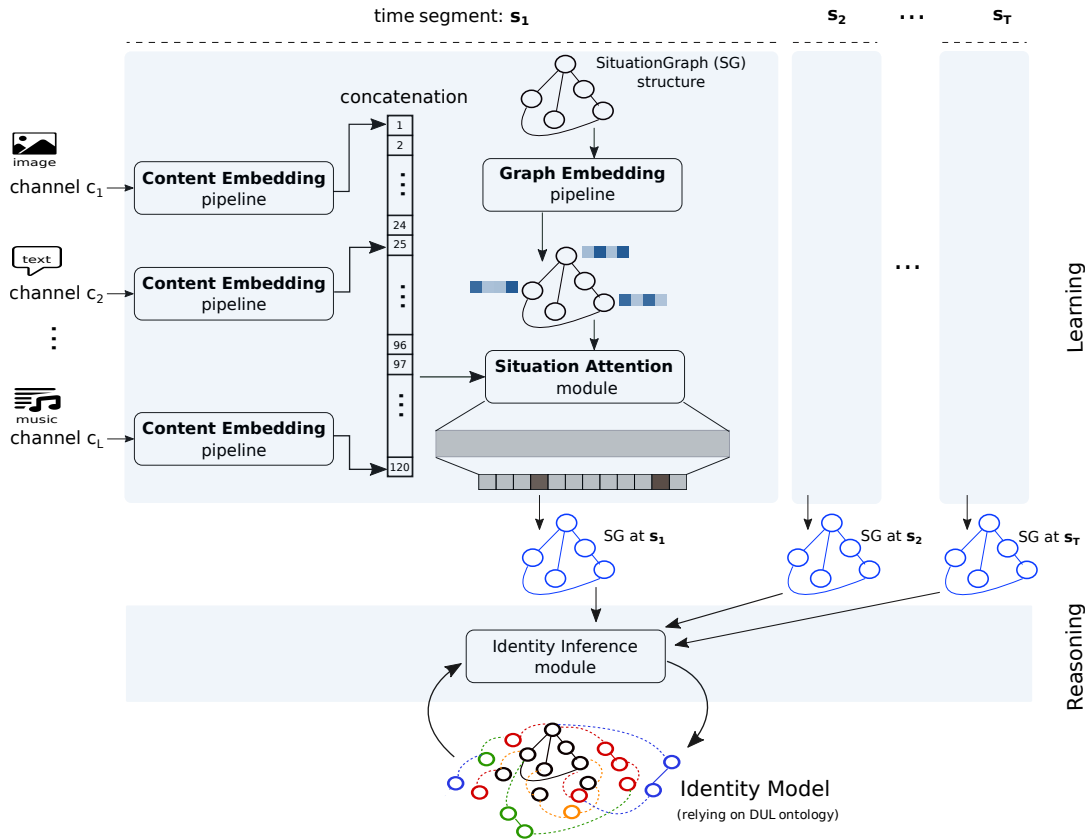 time segment: s1
s2
...
sT
SituationGraph (SG)
structure
concatenation
1
2
...
24
25
...
96
97
...
120
image
channel c1
Content Embedding
pipeline
text
channel c2
Content Embedding
pipeline
...
music
channel cL
Content Embedding
pipeline
Graph Embedding
pipeline
Situation Attention
module
...
Learning
SG at s1
SG at s2
SG at sT
Identity Inference
module
Reasoning
Identity Model
(relying on DUL ontology)